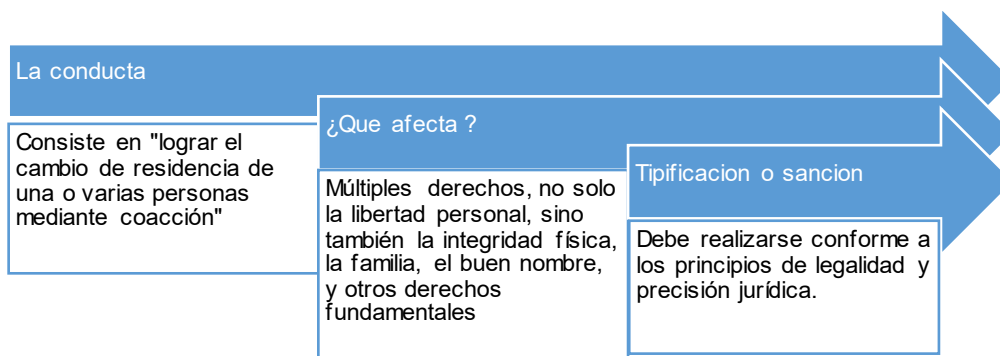 La conducta
Consiste en "lograr el
cambio de residencia de
una o varias personas
mediante coacción"
¿Que afecta ?
Múltiples derechos, no solo
la libertad personal, sino
también la integridad física,
la familia, el buen nombre,
y otros derechos
fundamentales
Tipificacion o sancion
Debe realizarse conforme a
los principios de legalidad y
precisión jurídica.